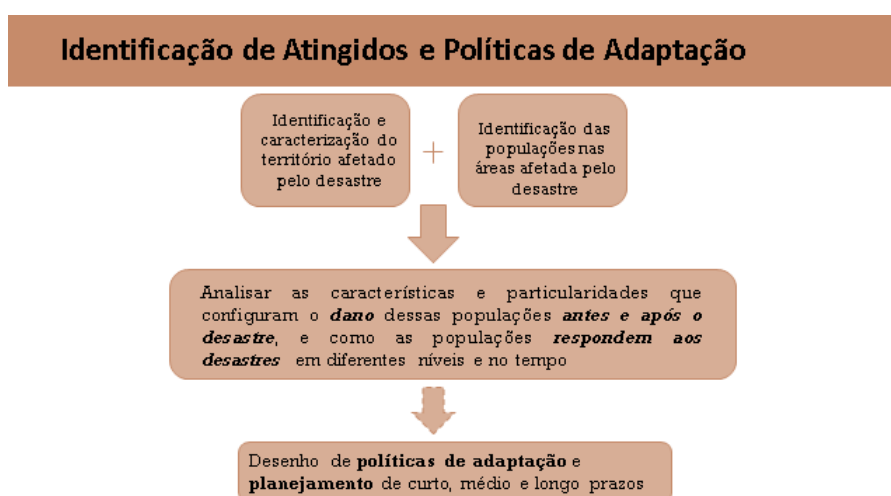 Identificação de Atingidos e Políticas de Adaptação
Identificação e
caracterização do
território afetado
pelo desastre
+
Identificação das
populações nas
áreas afetada pelo
desastre
Analisar as características e particularidades que
configuram o dano dessas populações antes e após o
desastre, e como as populações respondem aos
desastres em diferentes níveis e no tempo
Desenho de políticas de adaptação e
planejamento de curto, médio e longo prazos